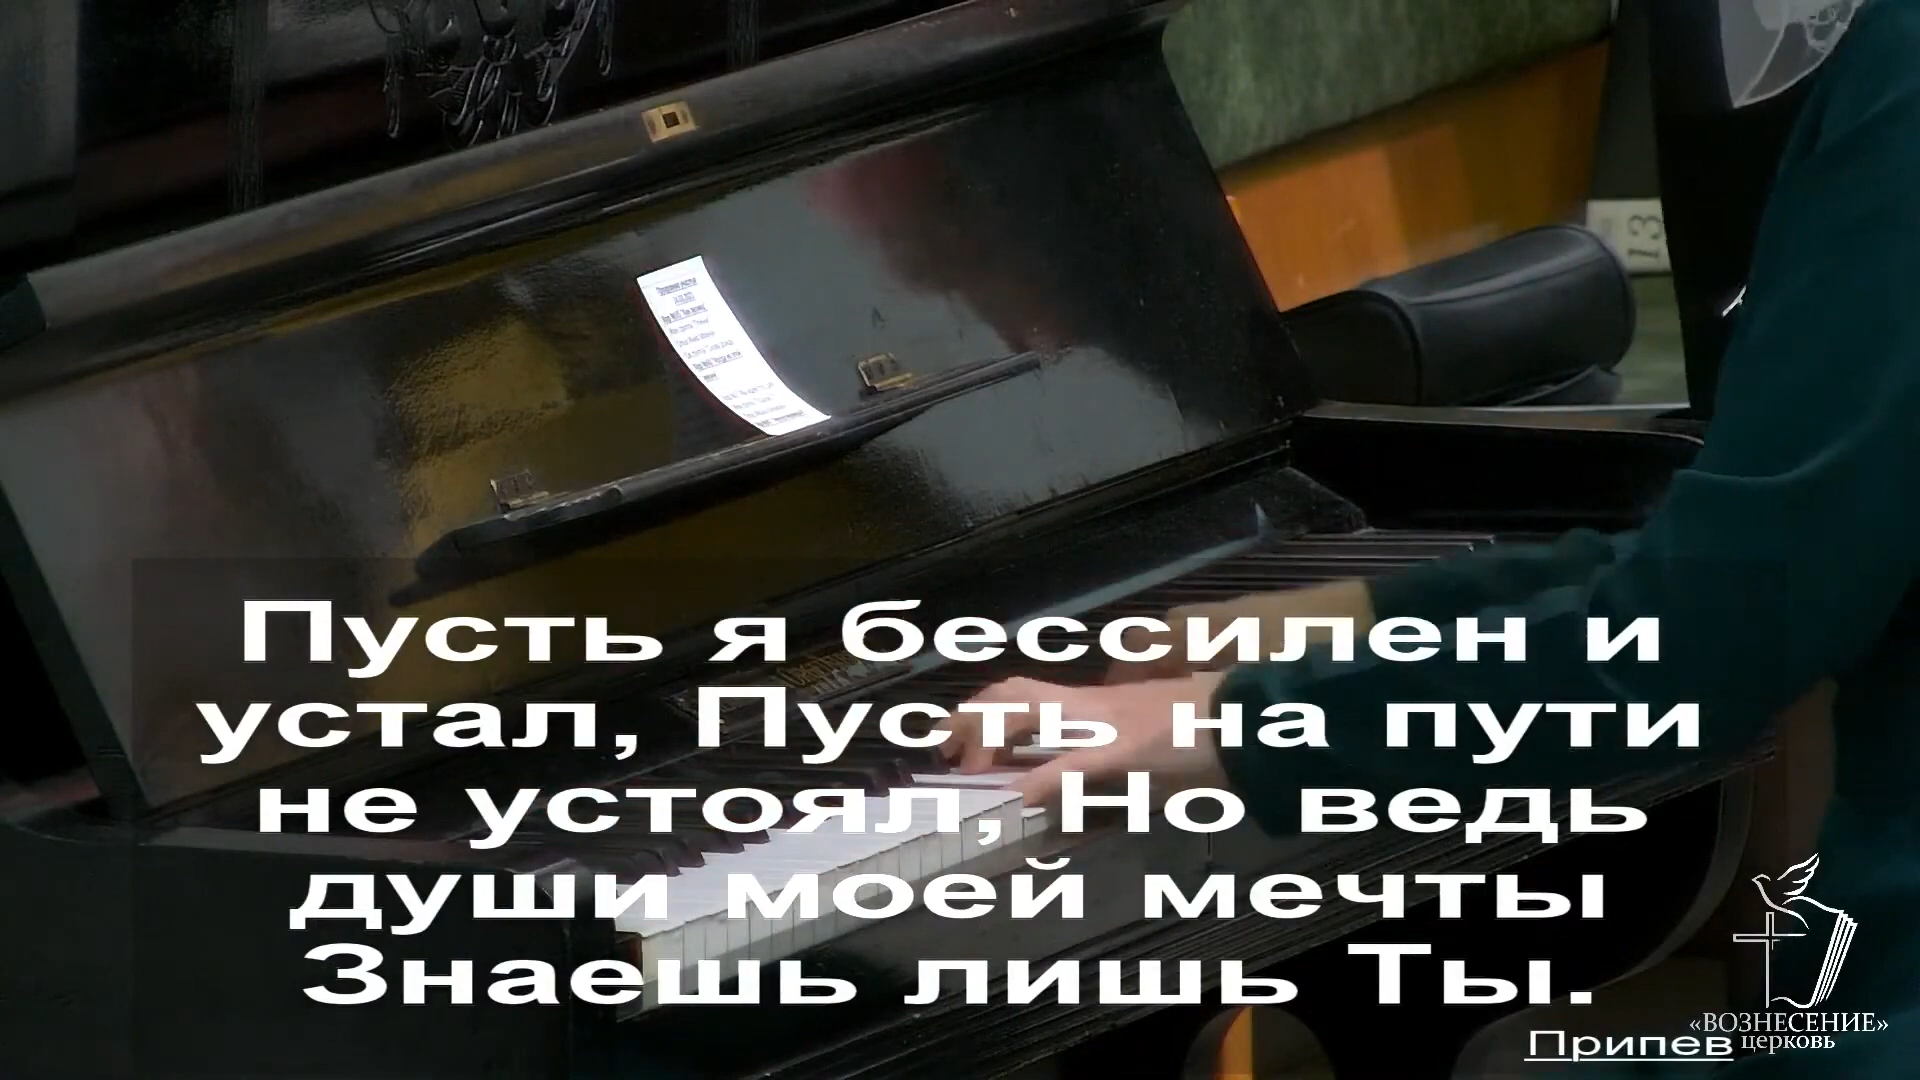 13
Пусть я бессилен и
устал, Пусть на пути
не устоял, Но ведь
души моей мечты
Знаешь лишь Ты.
Припев
«ВОЗНЕСЕНИЕ»
церковь